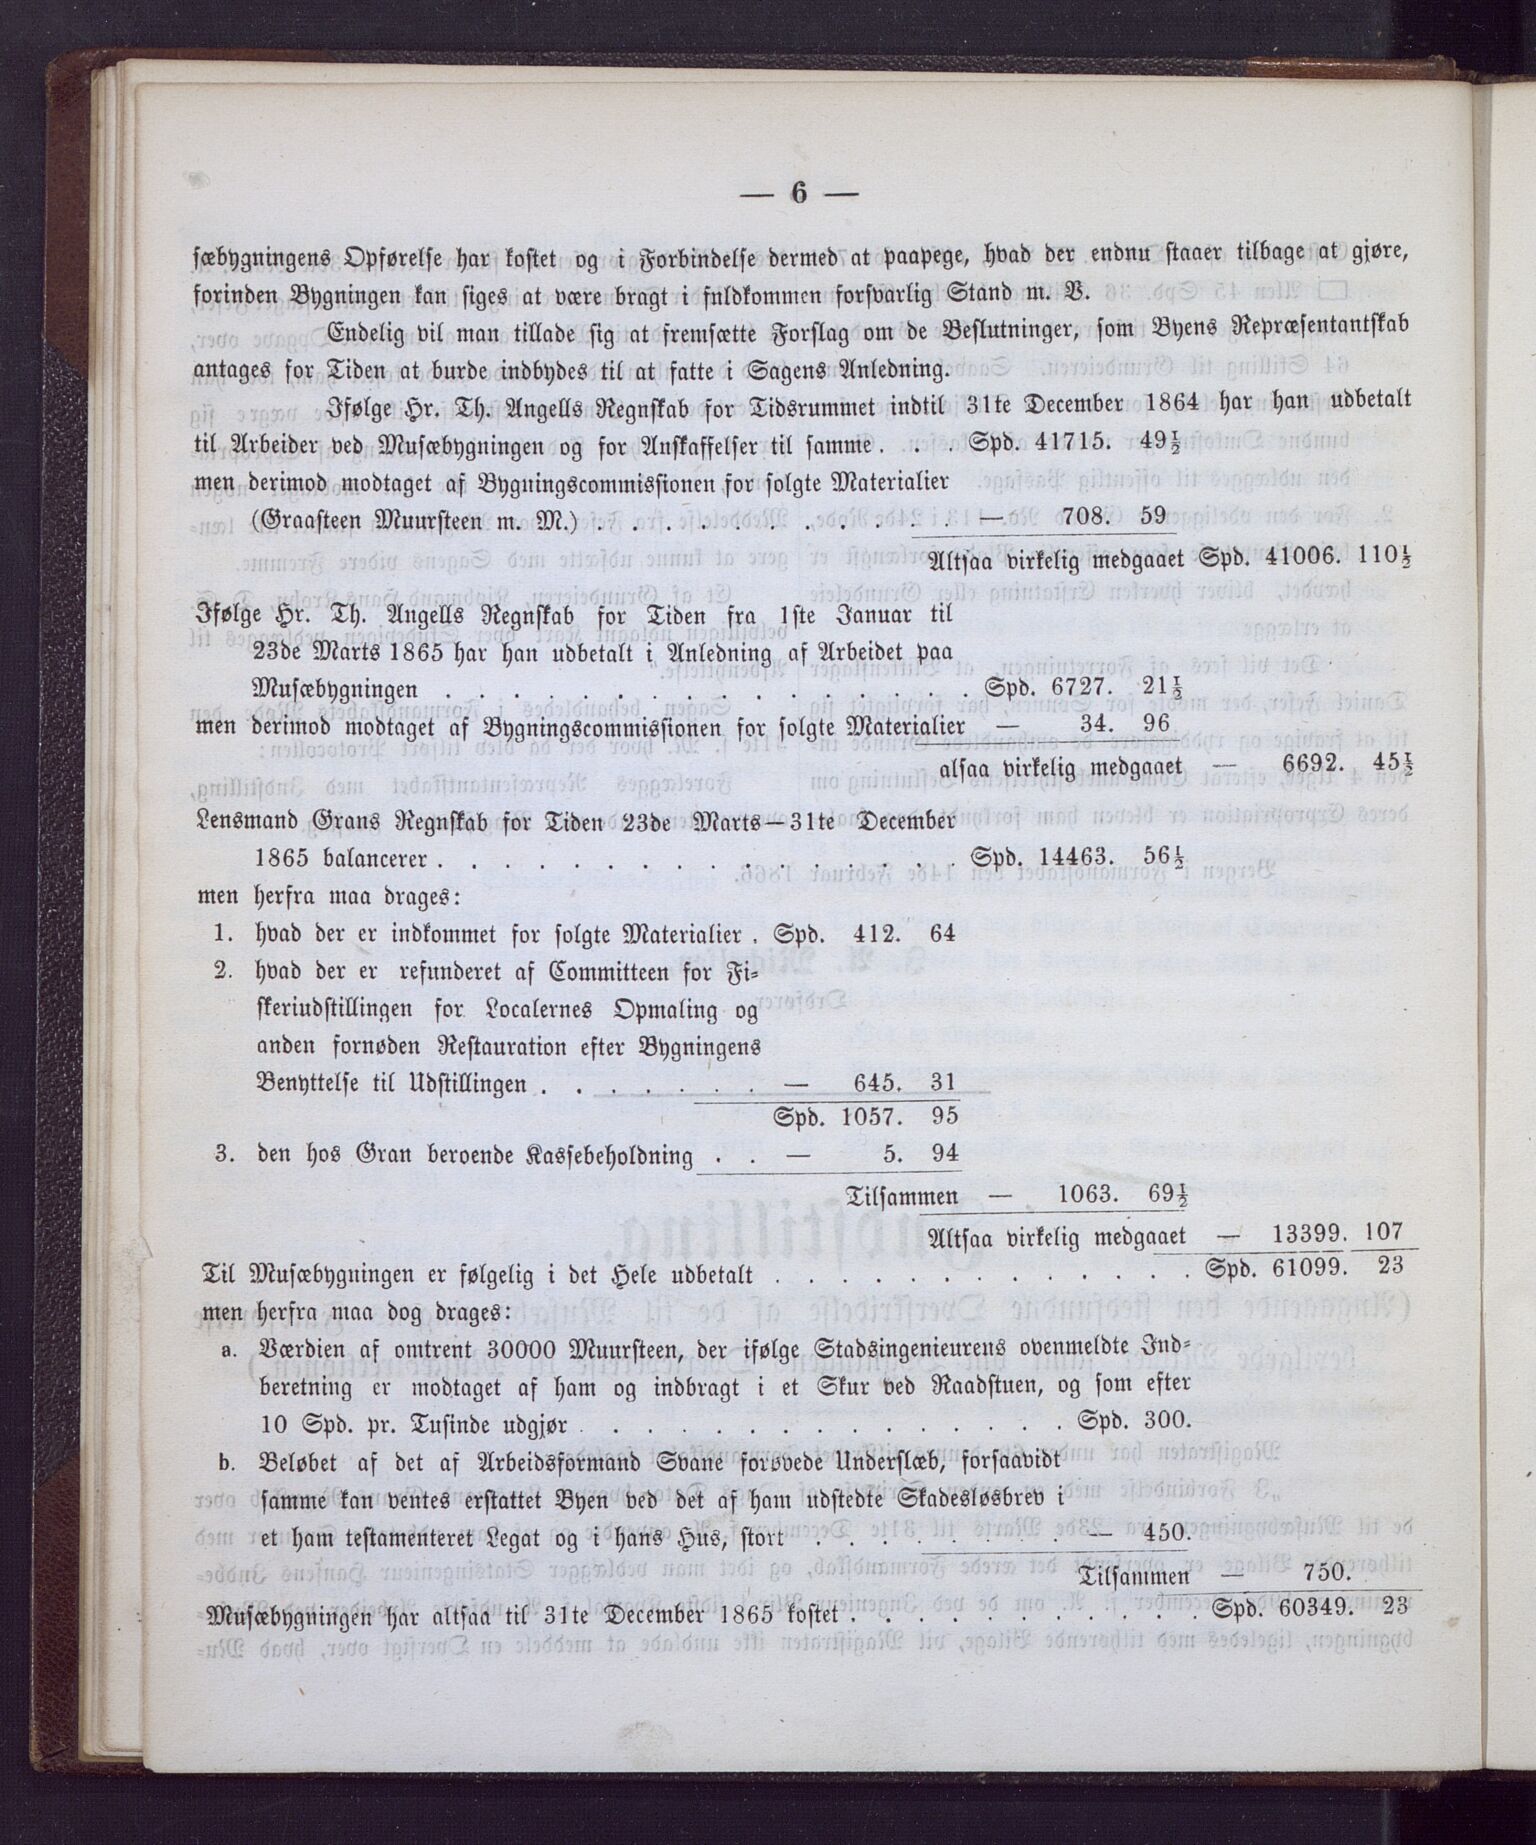 — 6 —
sæbygningens Opførelse har kostet og i Forbindelse dermed at paapege, hvad der endnu staaer tilbage at gjøre,
forinden Bygningen kan siges at være bragt i fuldkommen forsvarlig Stand m. V.
Endelig vil man tillade sig at fremsætte Forslag om de Beslutninger, som Byens Repræsentantskab
antages for Tiden at burde indbydes til at fatte i Sagens Anledning.
Ifølge Hr. Th. Angells Regnskab for Tidsrummet indtil 31te December 1864 har han udbetalt
til Arbeider ved Musæbygningen og for Anskaffelser til samme. . . Spd. 41715. 49½
men derimod modtaget af Bygningscommissionen for solgte Materialier
(Graasteen Muursteen m. M.) . . . . . . . . . . . — 708. 59
Altsaa virkelig medgaaet Spd. 41006. 110½
Ifølge Hr. Th. Angells Regnskab for Tiden fra 1ste Januar til
23de Marts 1865 har han udbetalt i Anledning af Arbeidet paa
Musæbygningen . . . . . . . . . . . . . . . . Spd. 6727. 21½
men derimod modtaget af Bygningscommissionen for solgte Materialier — 34. 96
alsaa virkelig medgaaet — 6692. 45½
Lensmand Grans Regnskab for Tiden 23de Marts—31te December
1865 balancerer . . . . . . . . . . . . . . . . Spd. 14463. 56½
men herfra maa drages:
1. hvad der er indkommet for solgte Materialier . Spd. 412. 64
2. hvad der er refunderet af Committeen for Fi-
skeriudstillingen for Localernes Opmaling og
anden fornøden Restauration efter Bygningens
Benyttelse til Udstillingen . . . . . . . — 645. 31
Spd. 1057. 95
3. den hos Gran beroende Kassebeholdning . . — 5. 94
Tilsammen — 1063. 69½
Altsaa virkelig medgaaet — 13399. 107
Til Musæbygningen er følgelig i det Hele udbetalt . . . . . . . . . . . . . Spd. 61099. 23
men herfra maa dog drages:
a. Værdien af omtrent 30000 Muursteen, der ifølge Stadsingenieurens ovenmeldte Ind-
beretning er modtaget af ham og indbragt i et Skur ved Raadstuen, og som efter
10 Spd. pr. Tusinde udgjør . . . . . . . . . . . . . . . Spd. 300.
b. Beløbet af det af Arbeidsformand Svane forøvede Underslæb, forsaavidt
samme kan ventes erstattet Byen ved det af ham udstedte Skadesløsbrev i
et ham testamenteret Legat og i hans Hus, stort . . . . . . . . . — 450.
Tilsammen — 750.
Musæbygningen har altsaa til 31te December 1865 kostet . . . . . . . . . . . Spd. 60349. 23